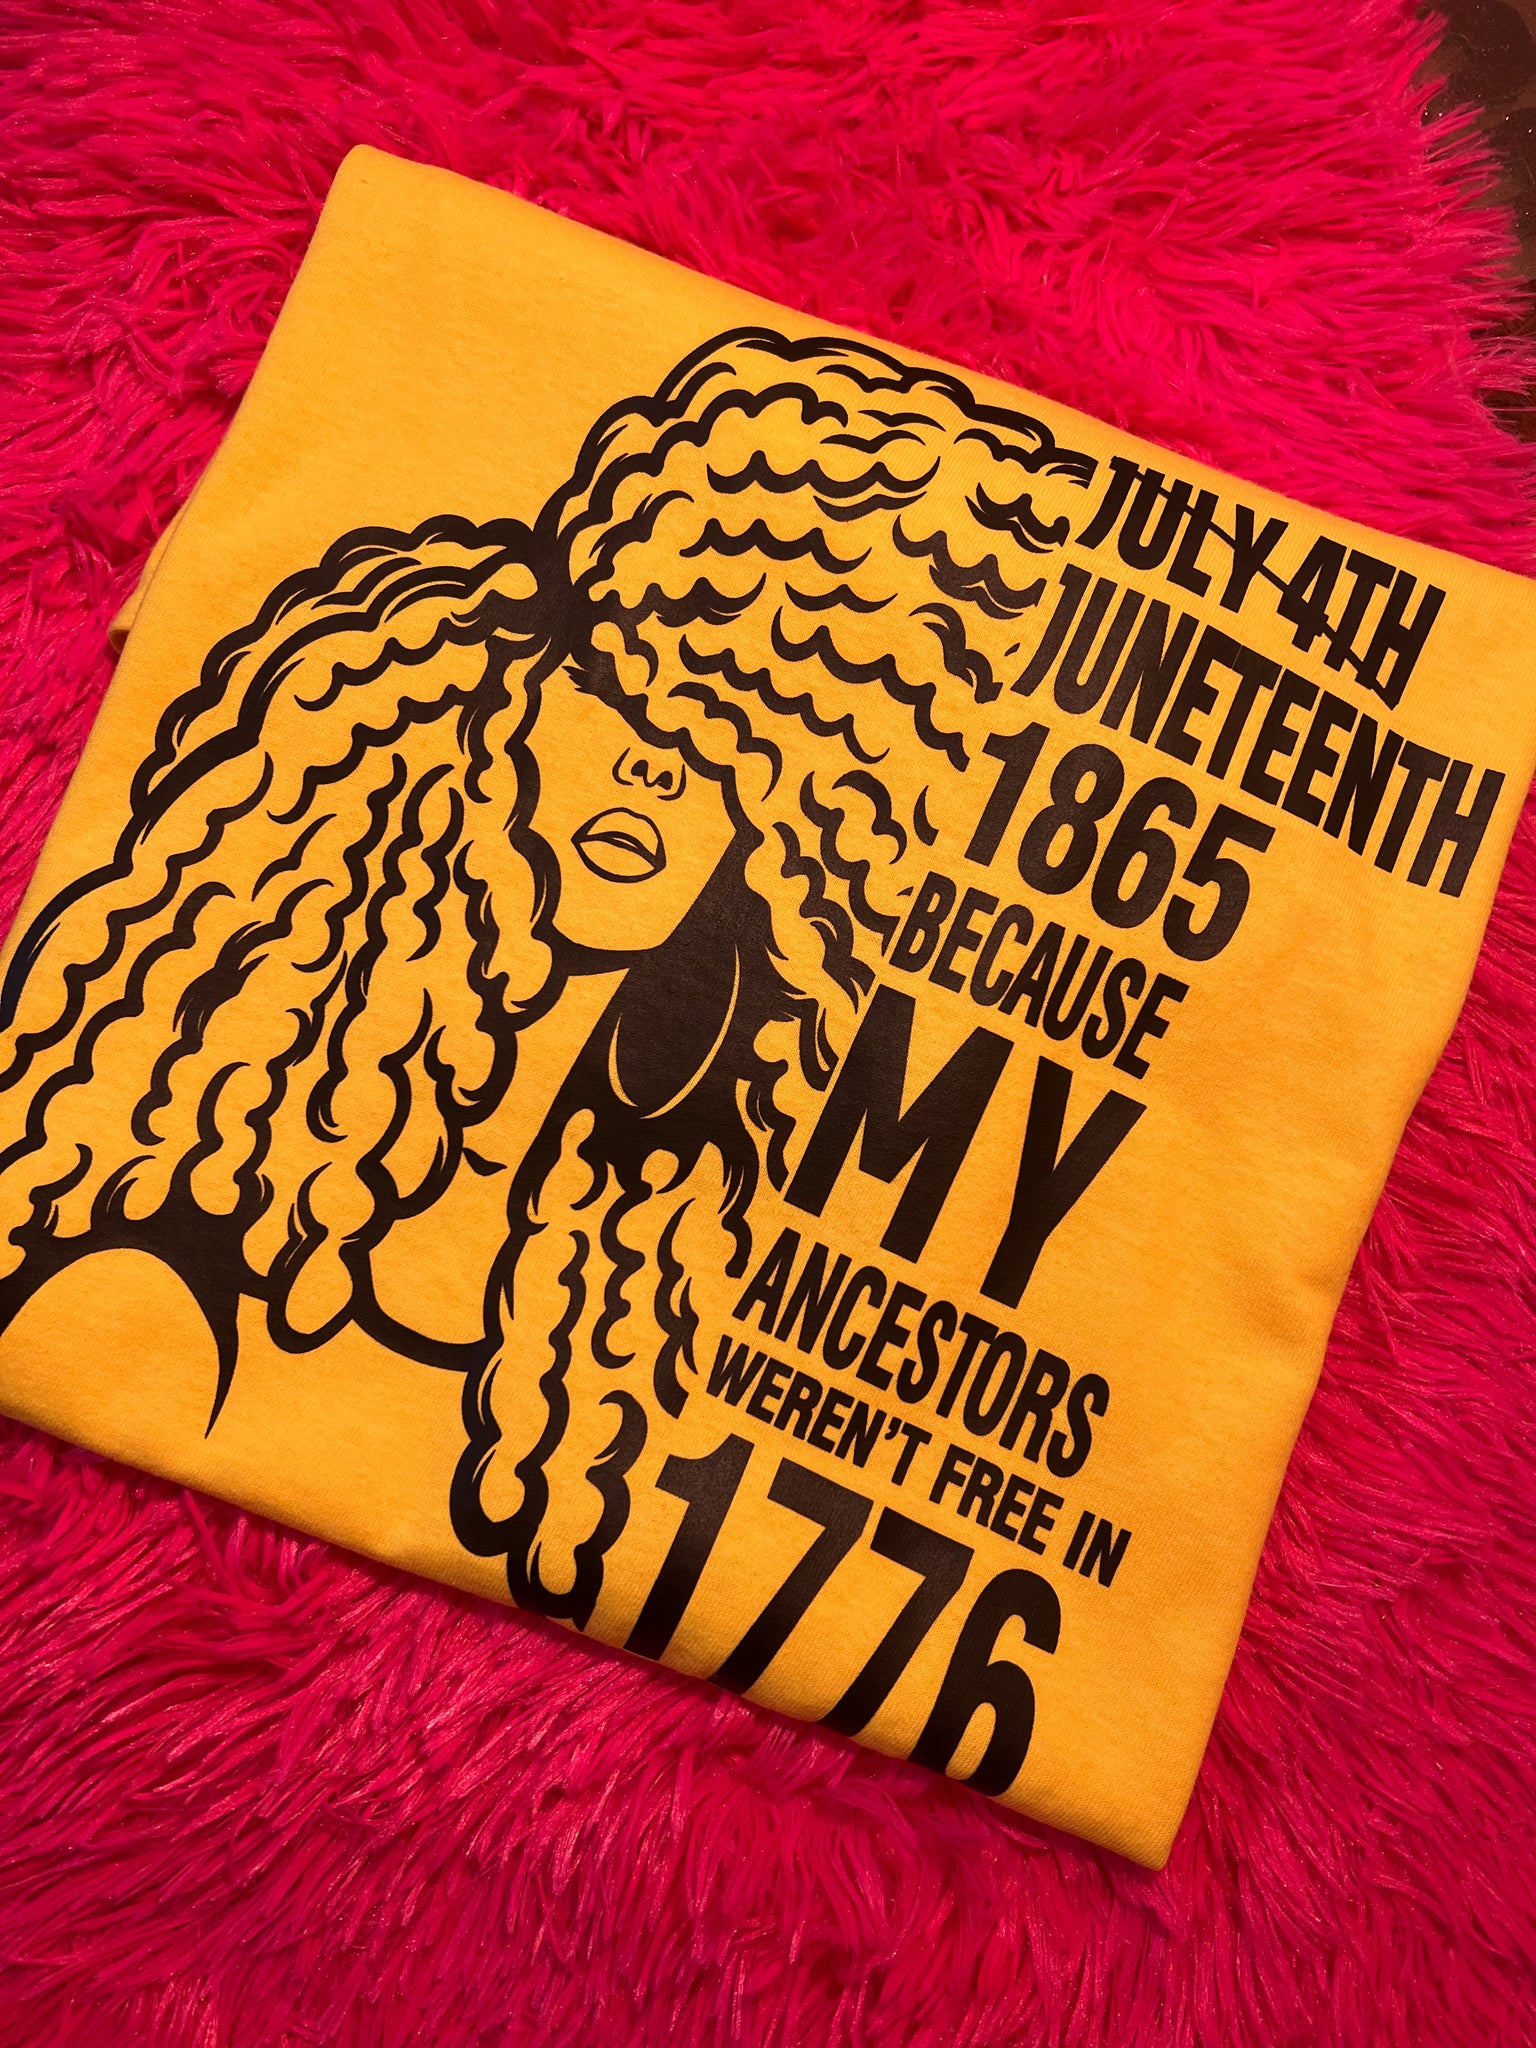 JULY 4TH
JUNETEENTH
1865
BECAUSE
MY
ANCESTORS
WEREN'T FREE IN
1776